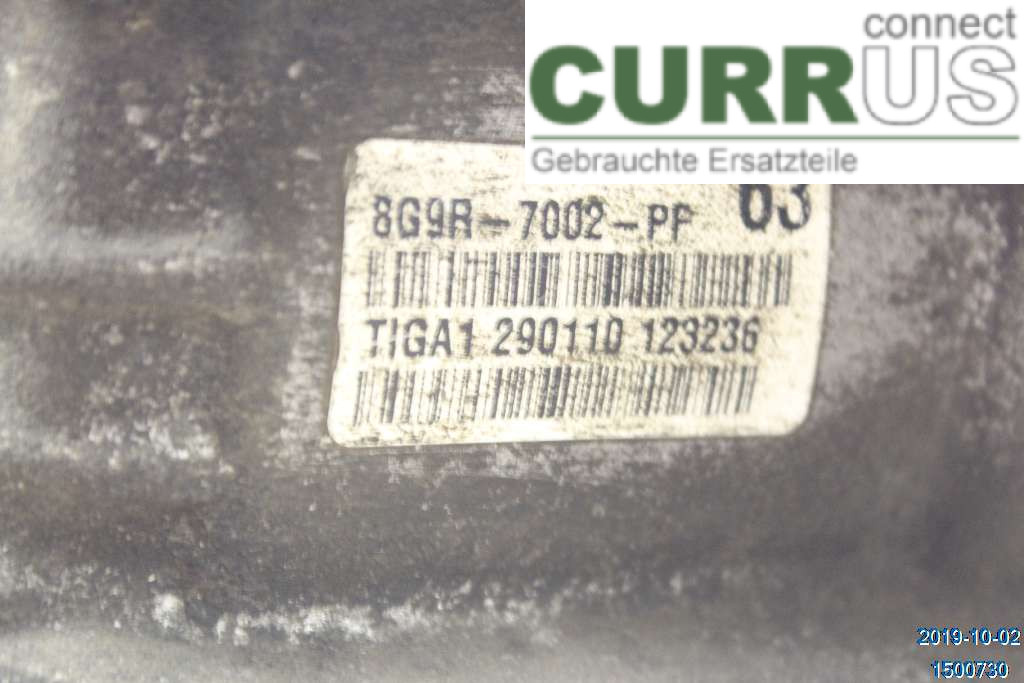 connect
CURRUS
Gebrauchte Ersatzteile
63
8G9R-7002-PF
TIGA1 290110 123236
2019-10-02
1500730